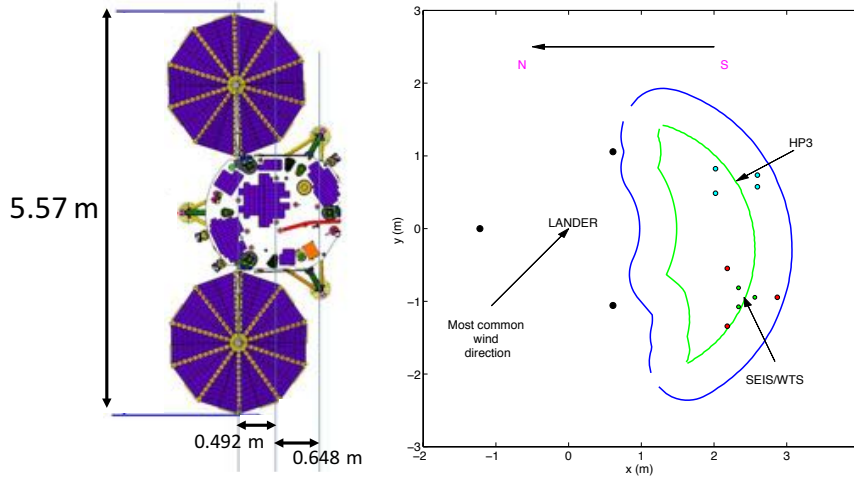 5.57 m
0.492 m
0.648 m
3
2
1
0
−1
−2
−3
y (m)
N
S
HP3
LANDER
Most common
wind
direction
SEIS/WTS
−2
−1
0
1
2
3
x (m)